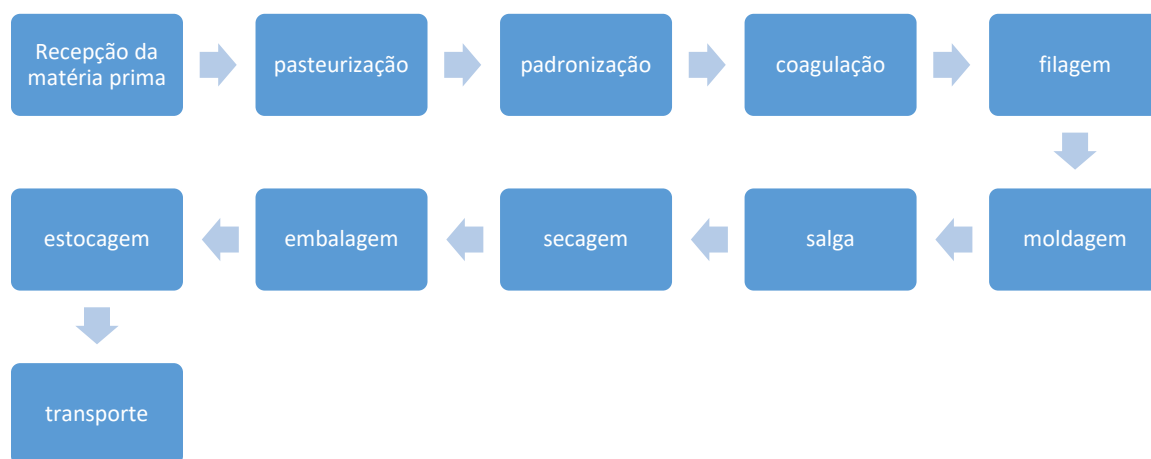 Recepção da
matéria prima
pasteurização
padronização
coagulação
filagem
moldagem
salga
secagem
embalagem
estocagem
transporte